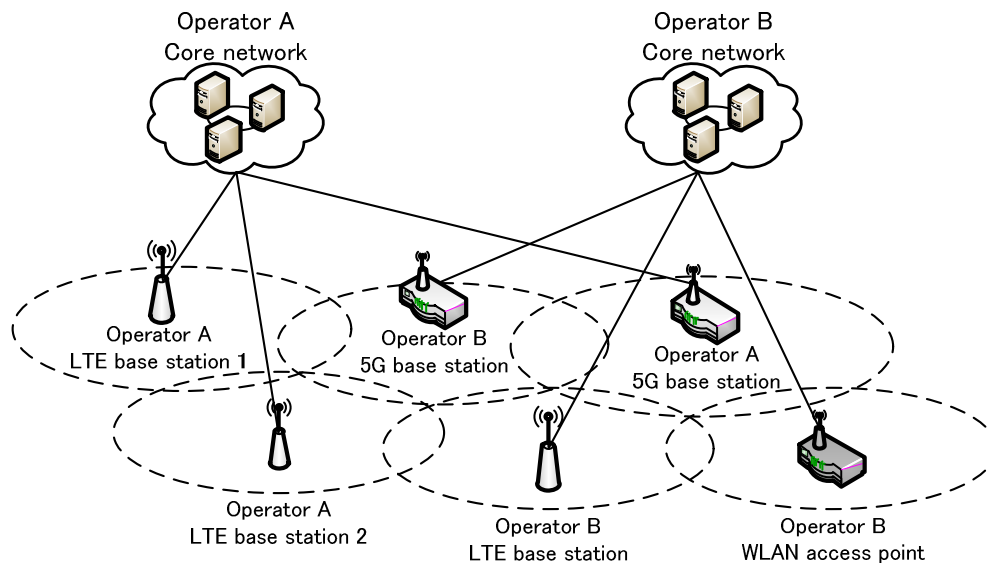 Operator A
Core network
Operator B
Core network
Operator A
LTE base station 1
Operator B
5G base station
Operator A
5G base station
Operator A
LTE base station 2
Operator B
LTE base station
Operator B
WLAN access point